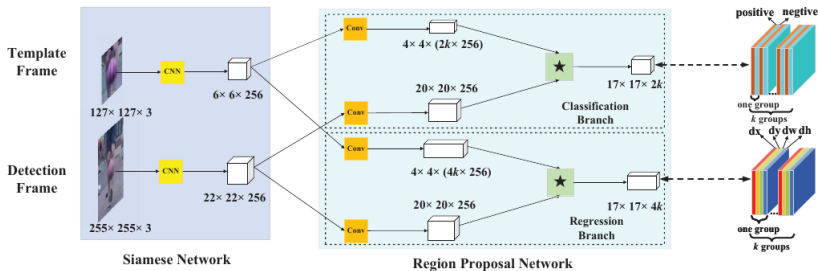 Template
Frame
127× 127× 3
CNN
6× 6× 256
Detection
Frame
255× 255× 3
CNN
22× 22× 256
Siamese Network
Conv
4× 4× (2k× 256)
Conv
20× 20× 256
★
17× 17× 2k
Classification
Branch
Conv
4× 4× (4k× 256)
Conv
20× 20× 256
★
17× 17× 4k
Regression
Branch
Region Proposal Network
positive
negtive
one group
...
k groups
dx
dy
dw
dh
one group
...
k groups